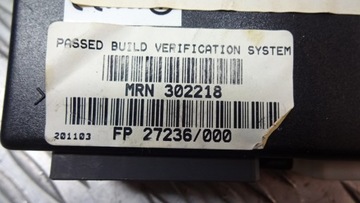 PASSED BUILD VERIFICATION SYSTEM
MRN 302218
201103 FP 27236/000